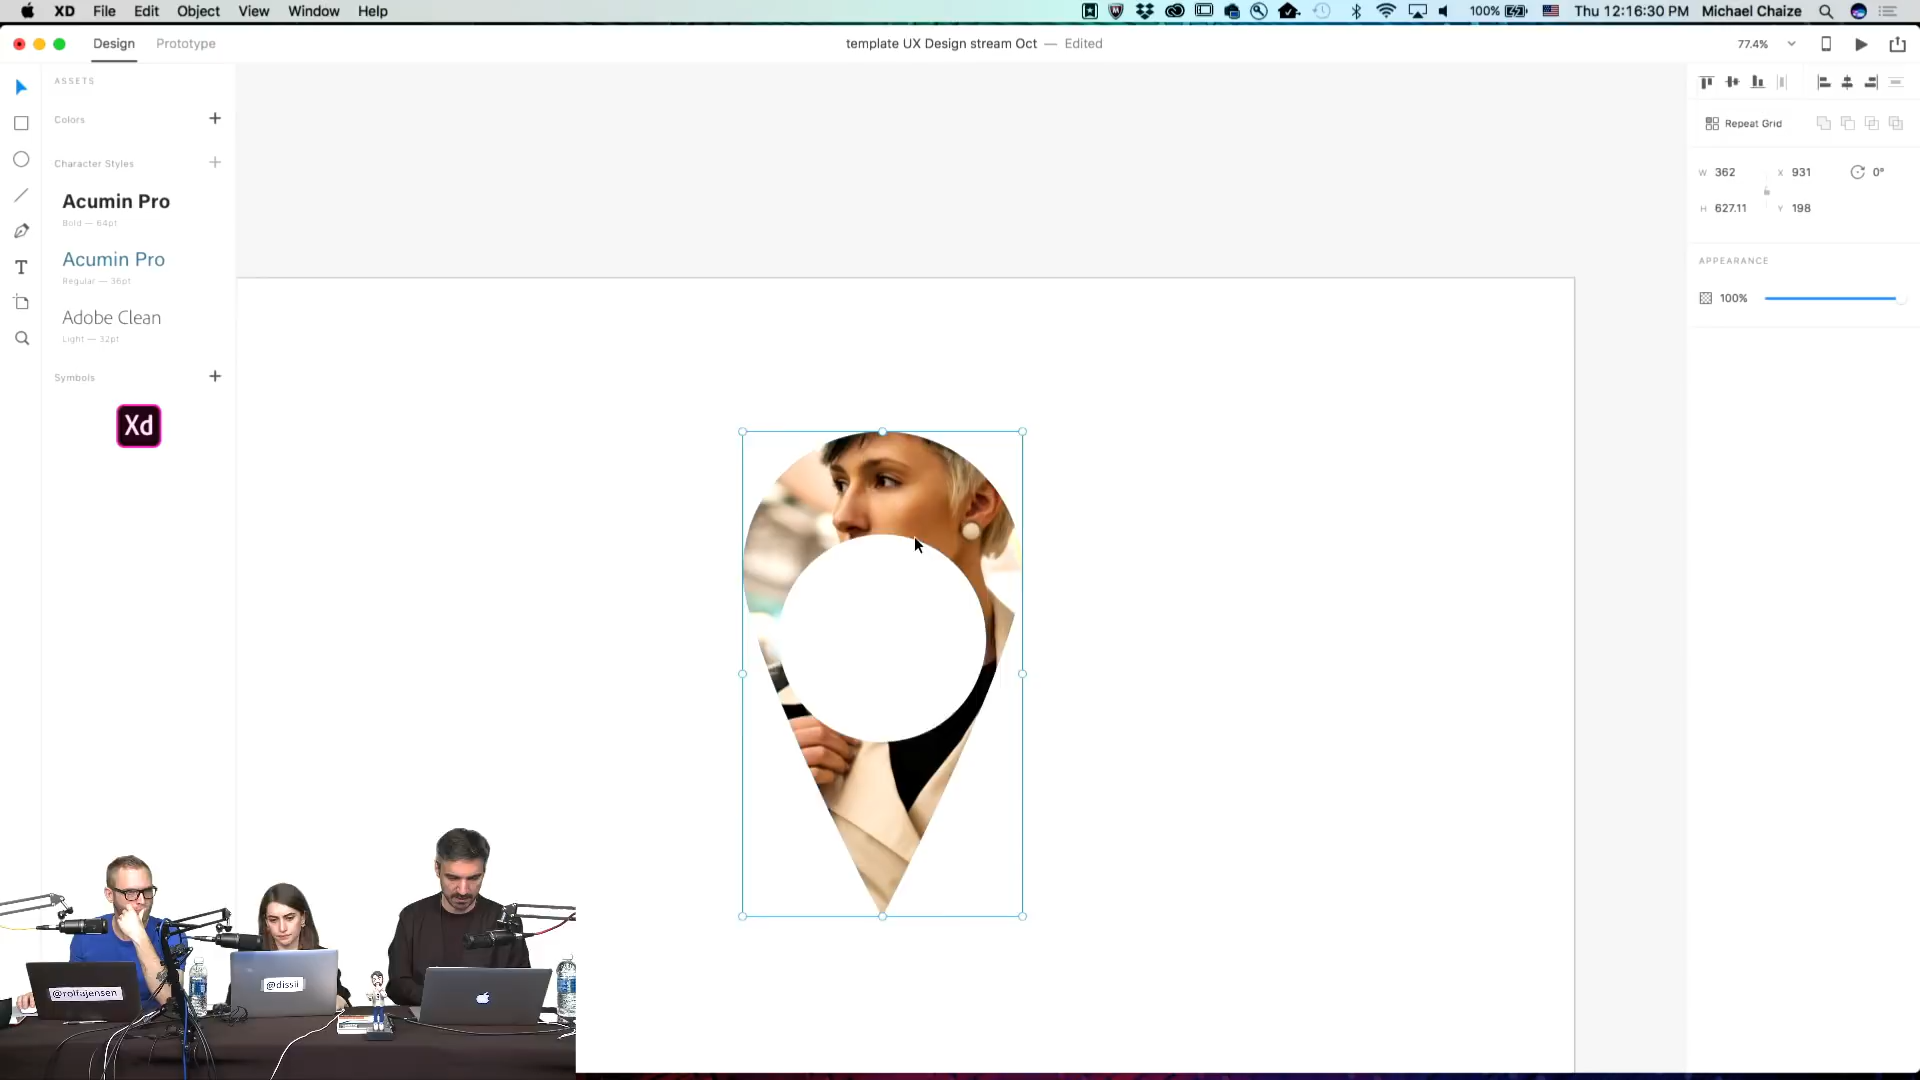 XD File Edit Object View Window Help
100% Thu 12:16:30 PM Michael Chaize
Design Prototype
template UX Design stream Oct — Edited
77.4%
ASSETS
Colors
Character Styles
Acumin Pro
Bold — 64pt
Acumin Pro
Regular — 36pt
Adobe Clean
Light — 32pt
Symbols
Xd
Repeat Grid
W 362 X 931 0°
H 627.11 Y 198
APPEARANCE
100%
@rolfajensen
@dissii